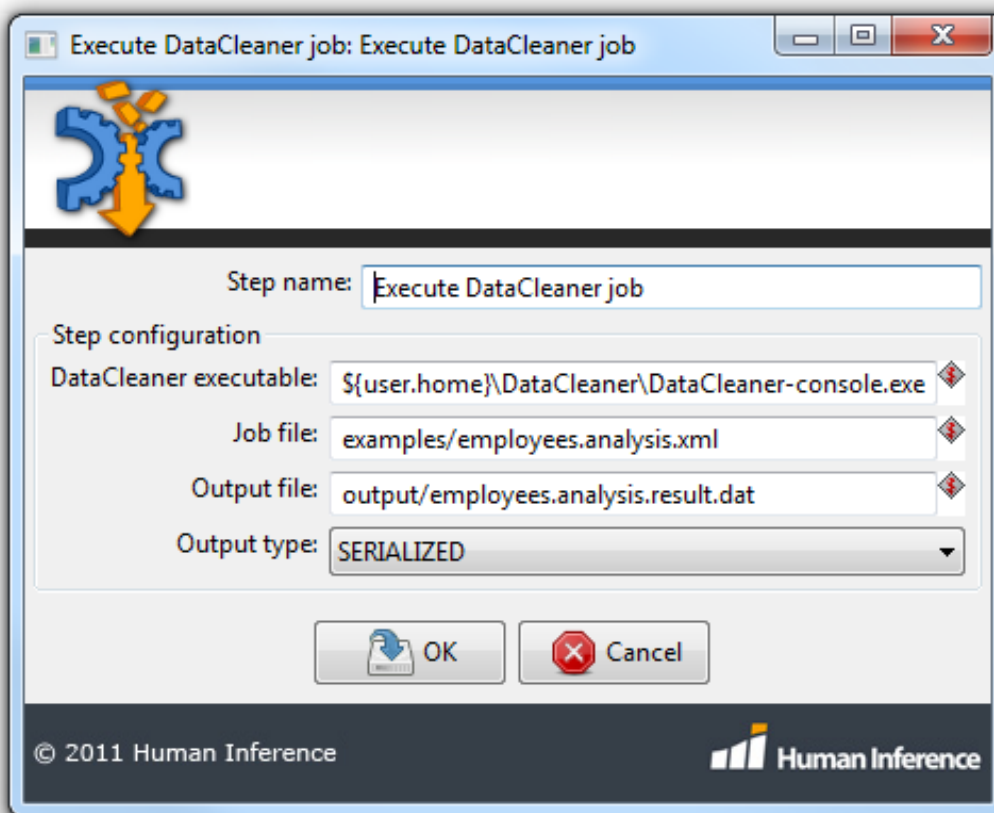 Execute DataCleaner job: Execute DataCleaner job
Step name: Execute DataCleaner job
Step configuration
DataCleaner executable: ${user.home}\DataCleaner\DataCleaner-console.exe
Job file: examples/employees.analysis.xml
Output file: output/employees.analysis.result.dat
Output type: SERIALIZED
OK Cancel
© 2011 Human Inference Human Inference